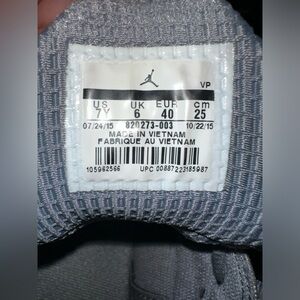 VP
US UK EUR cm
7Y 6 40 25
07/24/15 820273-003 10/22/15
MADE IN VIETNAM
FABRIQUE AU VIETNAM
105962566 UPC 00887223185987